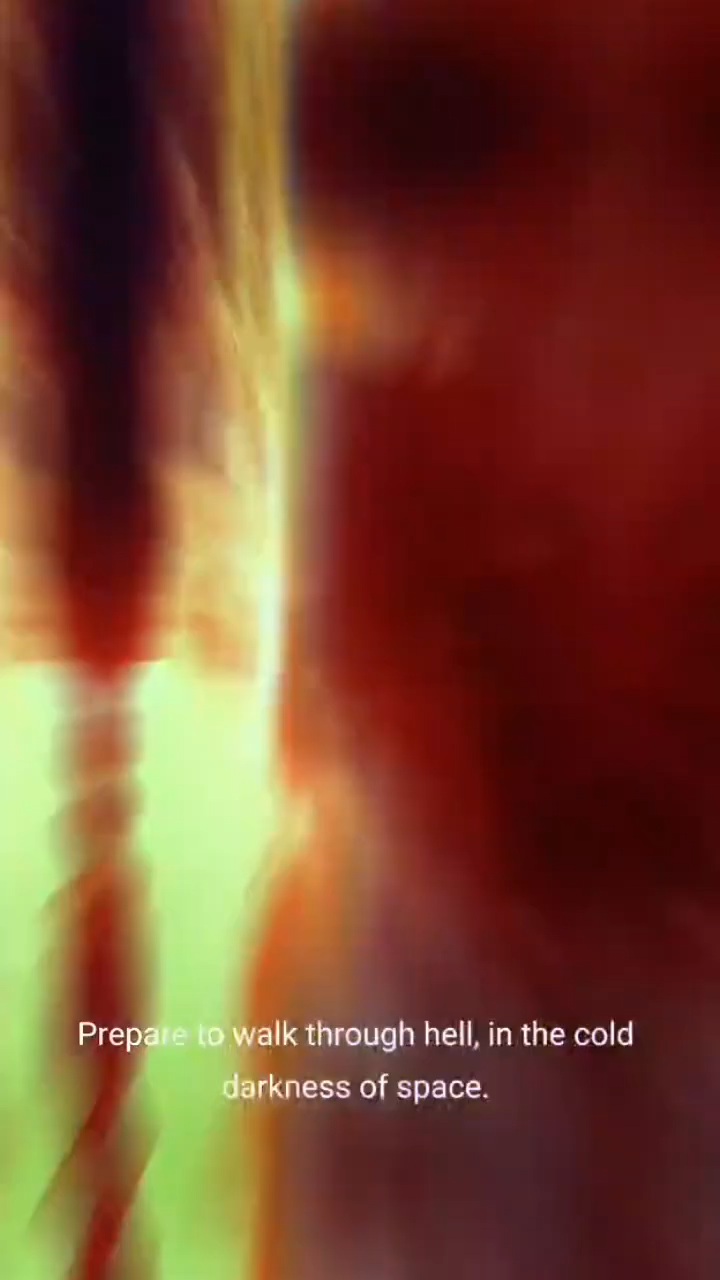 Prepare to walk through hell, in the cold
darkness of space.